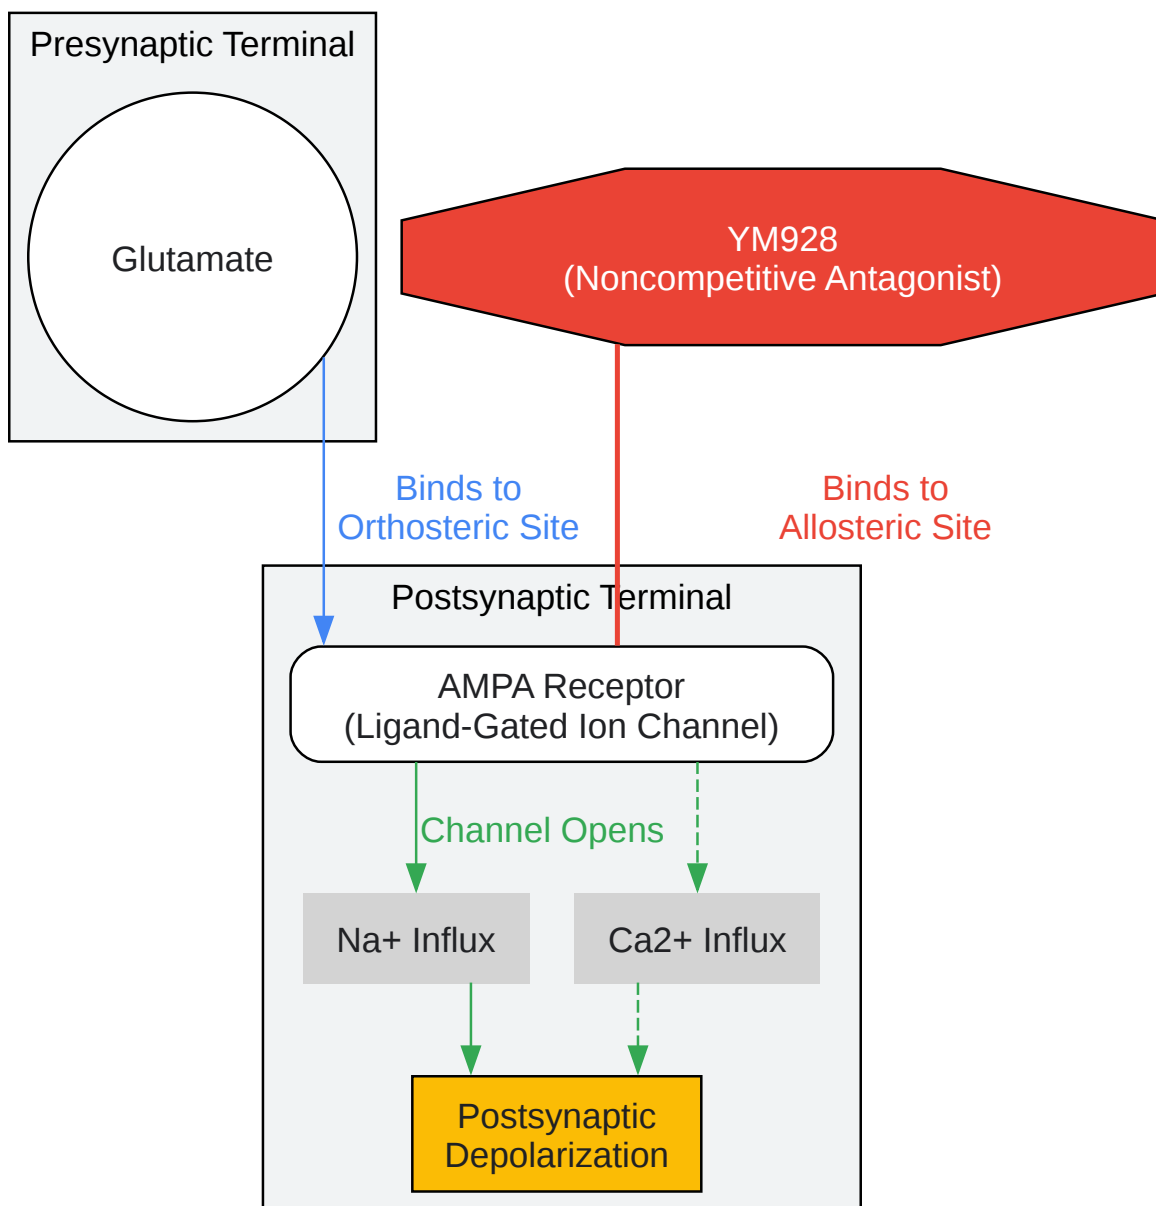 Presynaptic Terminal
Glutamate
YM928
(Noncompetitive Antagonist)
Binds to
Orthosteric Site
Binds to
Allosteric Site
Postsynaptic Terminal
AMPA Receptor
(Ligand-Gated Ion Channel)
Channel Opens
Na+ Influx
Ca2+ Influx
Postsynaptic
Depolarization